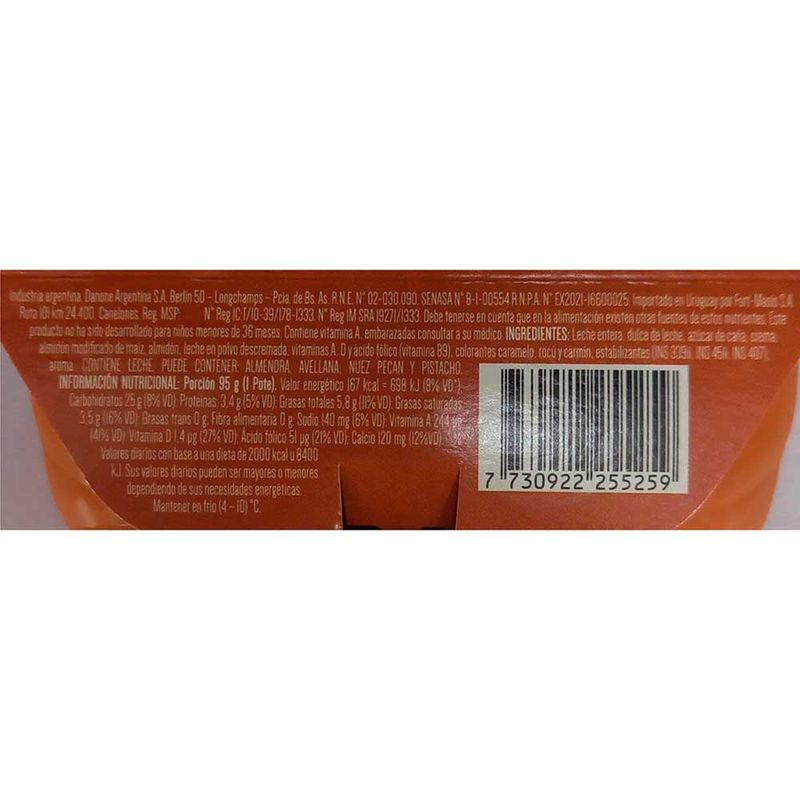 Industria argentina. Danone Argentina S.A. Berlín 50 - Longchamps - Pcia. de Bs. As. R.N.E. N° 02-030.090. SENASA N° B-I-00554 R.N.P.A. N° EX2021-16600025. Importado en Uruguay por Fort-Masis S.A.
Ruta 101 km 24.400. Canelones. Reg. MSP: N° Reg IC.T/10-39/178-1333. N° Reg IM SRA 19271/1333. Debe tenerse en cuenta que en la alimentación existen otras fuentes de estos nutrientes. Este
producto no ha sido desarrollado para niños menores de 36 meses. Contiene vitamina A, embarazadas consultar a su médico. INGREDIENTES: Leche entera, dulce de leche, azúcar de caña, crema,
almidón modificado de maíz, almidón, leche en polvo descremada, vitaminas A, D y ácido fólico (vitamina B9), colorantes caramelo, rocú y carmín, estabilizantes (INS 339ii, INS 451i, INS 407),
aroma. CONTIENE LECHE. PUEDE CONTENER ALMENDRA, AVELLANA, NUEZ PECAN Y PISTACHO.
INFORMACIÓN NUTRICIONAL: Porción 95 g (1 Pote). Valor energético 167 kcal = 698 kJ (8% VD*);
Carbohidratos 25 g (8% VD); Proteínas: 3,4 g (5% VD); Grasas totales 5,8 g (11% VD); Grasas saturadas
3,5 g (16% VD); Grasas trans 0 g; Fibra alimentaria 0 g; Sodio 140 mg (6% VD); Vitamina A 244 µg
(41% VD); Vitamina D 1,4 µg (27% VD); Ácido fólico 51 µg (21% VD); Calcio 120 mg (12%VD). *%
Valores diarios con base a una dieta de 2000 kcal u 8400
kJ. Sus valores diarios pueden ser mayores o menores
dependiendo de sus necesidades energéticas.
Mantener en frío (4 - 10) °C.
7 730922 255259